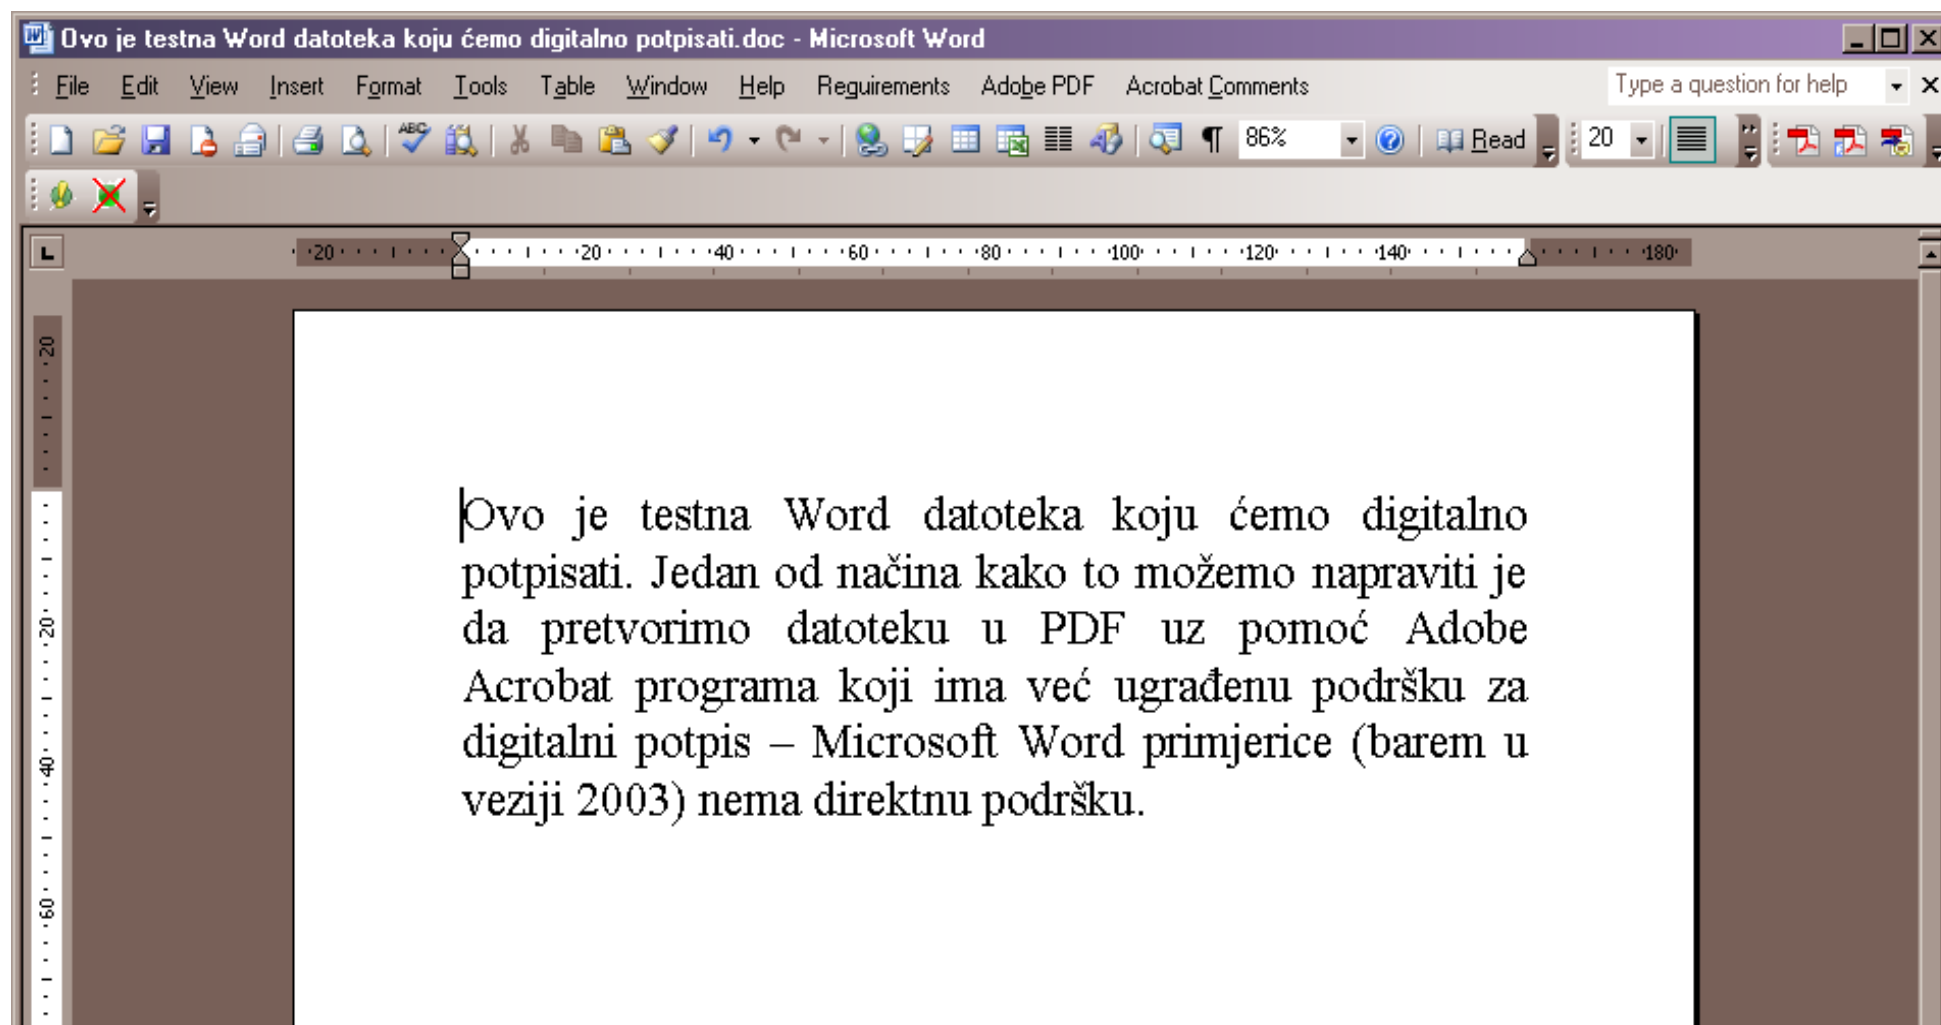 Ovo je testna Word datoteka koju ćemo digitalno potpisati.doc - Microsoft Word
File Edit View Insert Format Tools Table Window Help Reguirements Adobe PDF Acrobat Comments Type a question for help
ABC 86% Read 20
20 20 40 60 80 100 120 140 180
20
Ovo je testna Word datoteka koju ćemo digitalno
potpisati. Jedan od načina kako to možemo napraviti je
da pretvorimo datoteku u PDF uz pomoć Adobe
20
Acrobat programa koji ima već ugrađenu podršku za
digitalni potpis – Microsoft Word primjerice (barem u
40
veziji 2003) nema direktnu podršku.
60